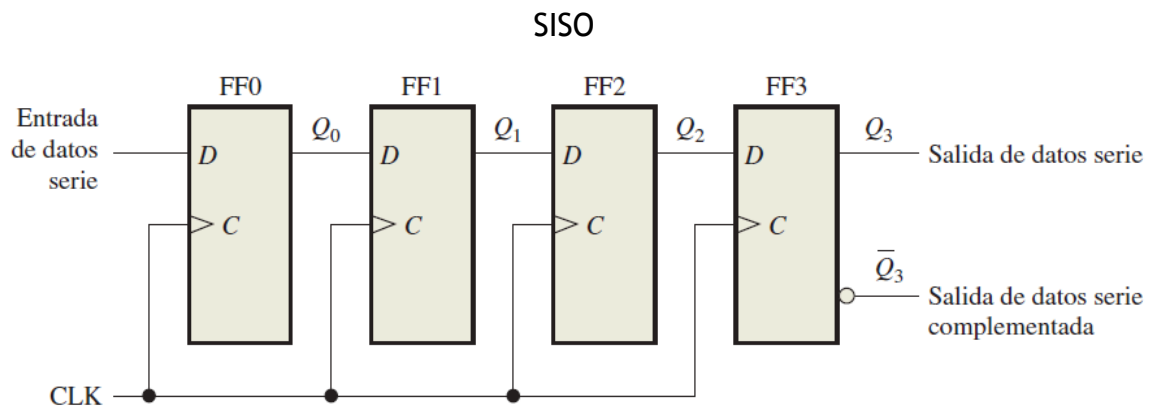 SISO
FF0
FF1
FF2
FF3
Entrada
de datos
serie
D
Q₀
D
Q₁
D
Q₂
D
Q₃
Salida de datos serie
C
C
C
C
Q̅₃
Salida de datos serie
complementada
CLK